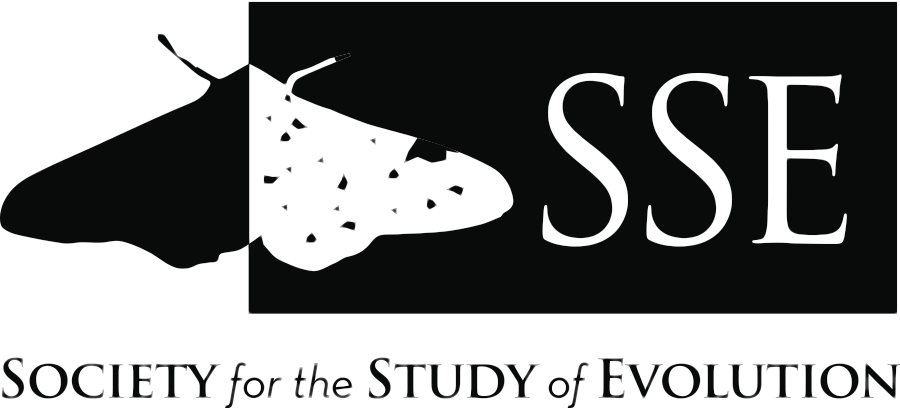 SSE
SOCIETY for the STUDY of EVOLUTION